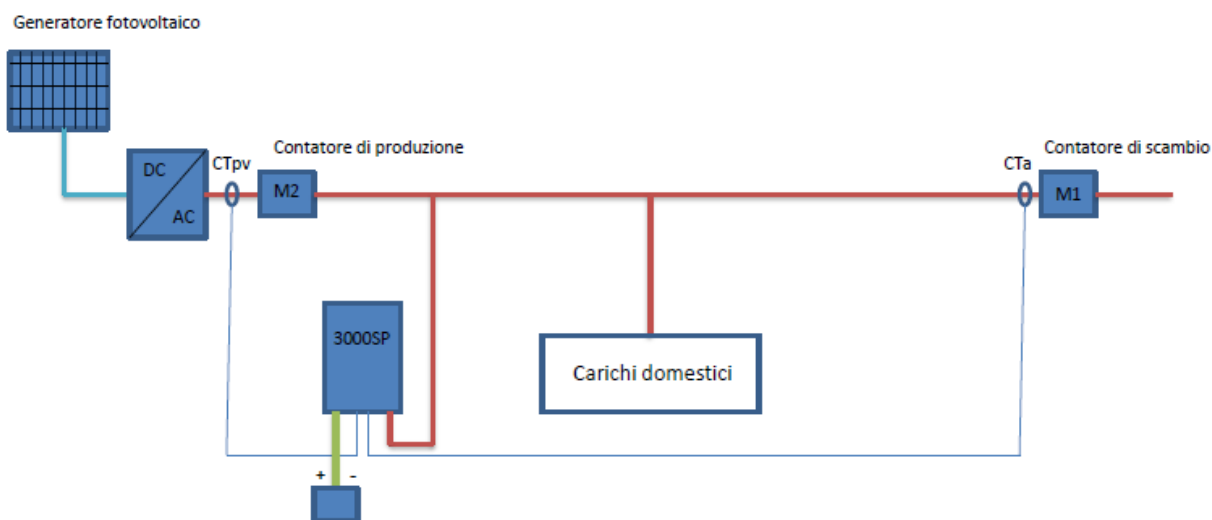 Generatore fotovoltaico
DC
AC
CTpv
Contatore di produzione
M2
CTa
Contatore di scambio
M1
3000SP
Carichi domestici
+ -